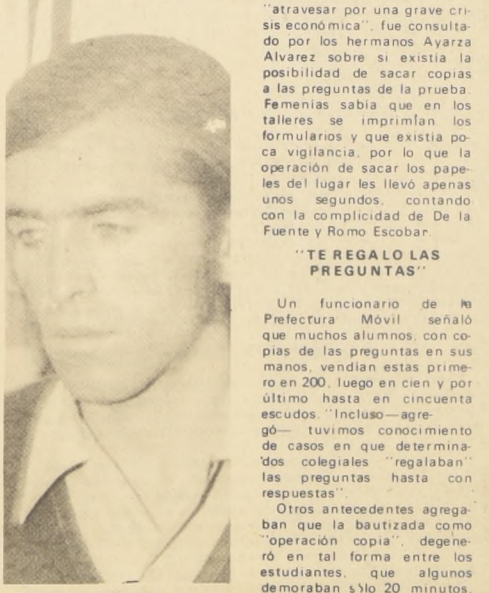 "atravesar por una grave cri-
sis económica", fue consulta-
do por los hermanos Ayarza
Alvarez sobre si existía la
posibilidad de sacar copias
a las preguntas de la prueba.
Femenías sabía que en los
talleres se imprimían los
formularios y que existía po-
ca vigilancia, por lo que la
operación de sacar los pape-
les del lugar les llevó apenas
unos segundos, contando
con la complicidad de De la
Fuente y Romo Escobar.
"TE REGALO LAS
PREGUNTAS"
Un funcionario de la
Prefectura Móvil señaló
que muchos alumnos, con co-
pias de las preguntas en sus
manos, vendían estas prime-
ro en 200, luego en cien y por
último hasta en cincuenta
escudos. "Incluso—agre-
gó— tuvimos conocimiento
de casos en que determina-
dos colegiales "regalaban"
las preguntas hasta con
respuestas".
Otros antecedentes agrega-
ban que la bautizada como
"operación copia", degene-
ró en tal forma entre los
estudiantes, que algunos
demoraban sólo 20 minutos,